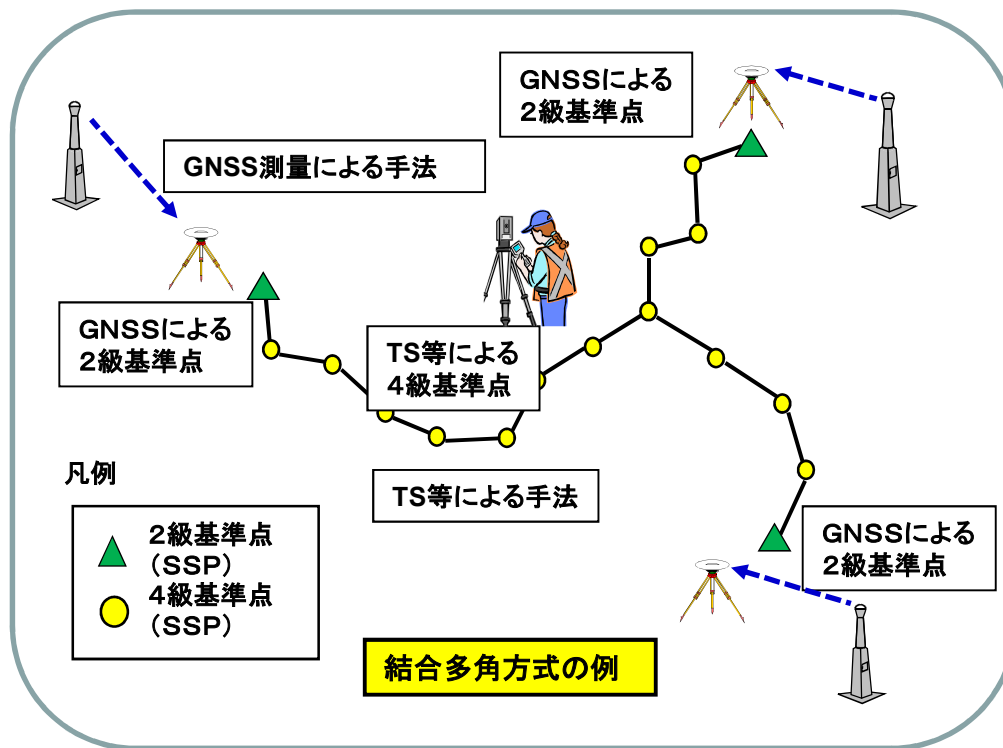 GNSSによる
2級基準点
GNSS測量による手法
GNSSによる
2級基準点
TS等による
4級基準点
TS等による手法
凡例
2級基準点
(SSP)
4級基準点
(SSP)
GNSSによる
2級基準点
結合多角方式の例